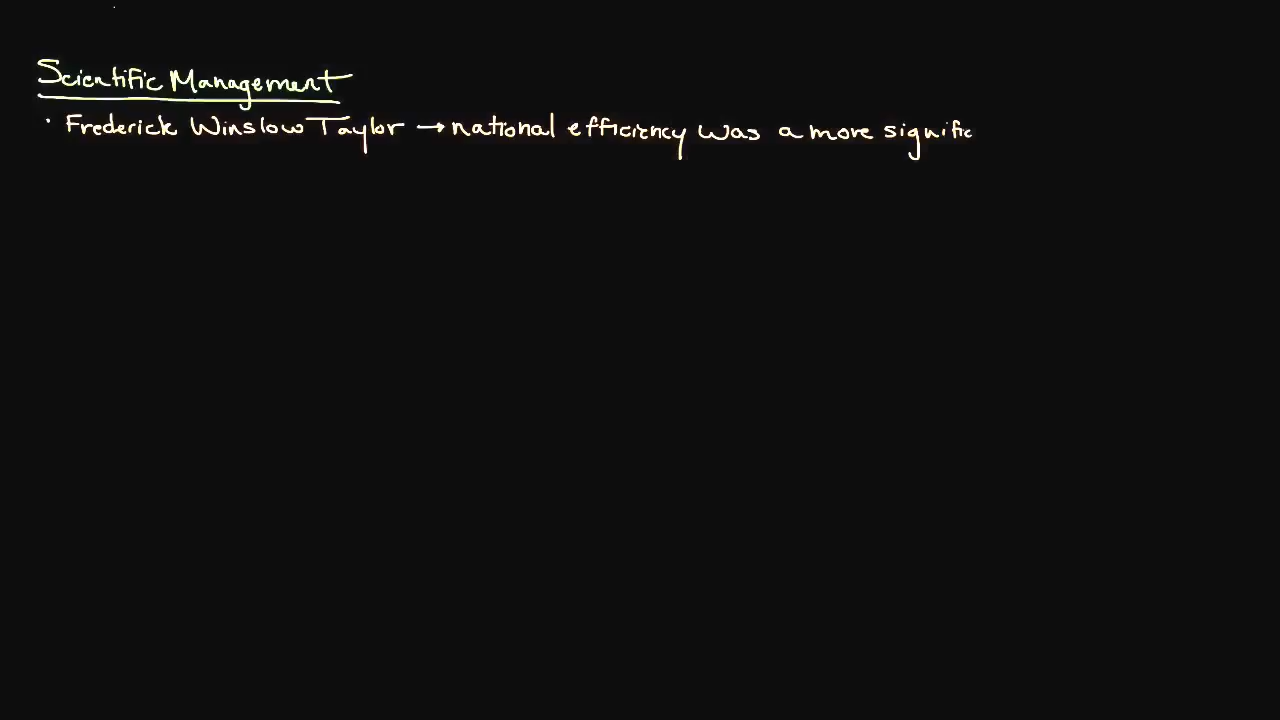 Scientific Management
· Frederick Winslow Taylor → national efficiency was a more signific